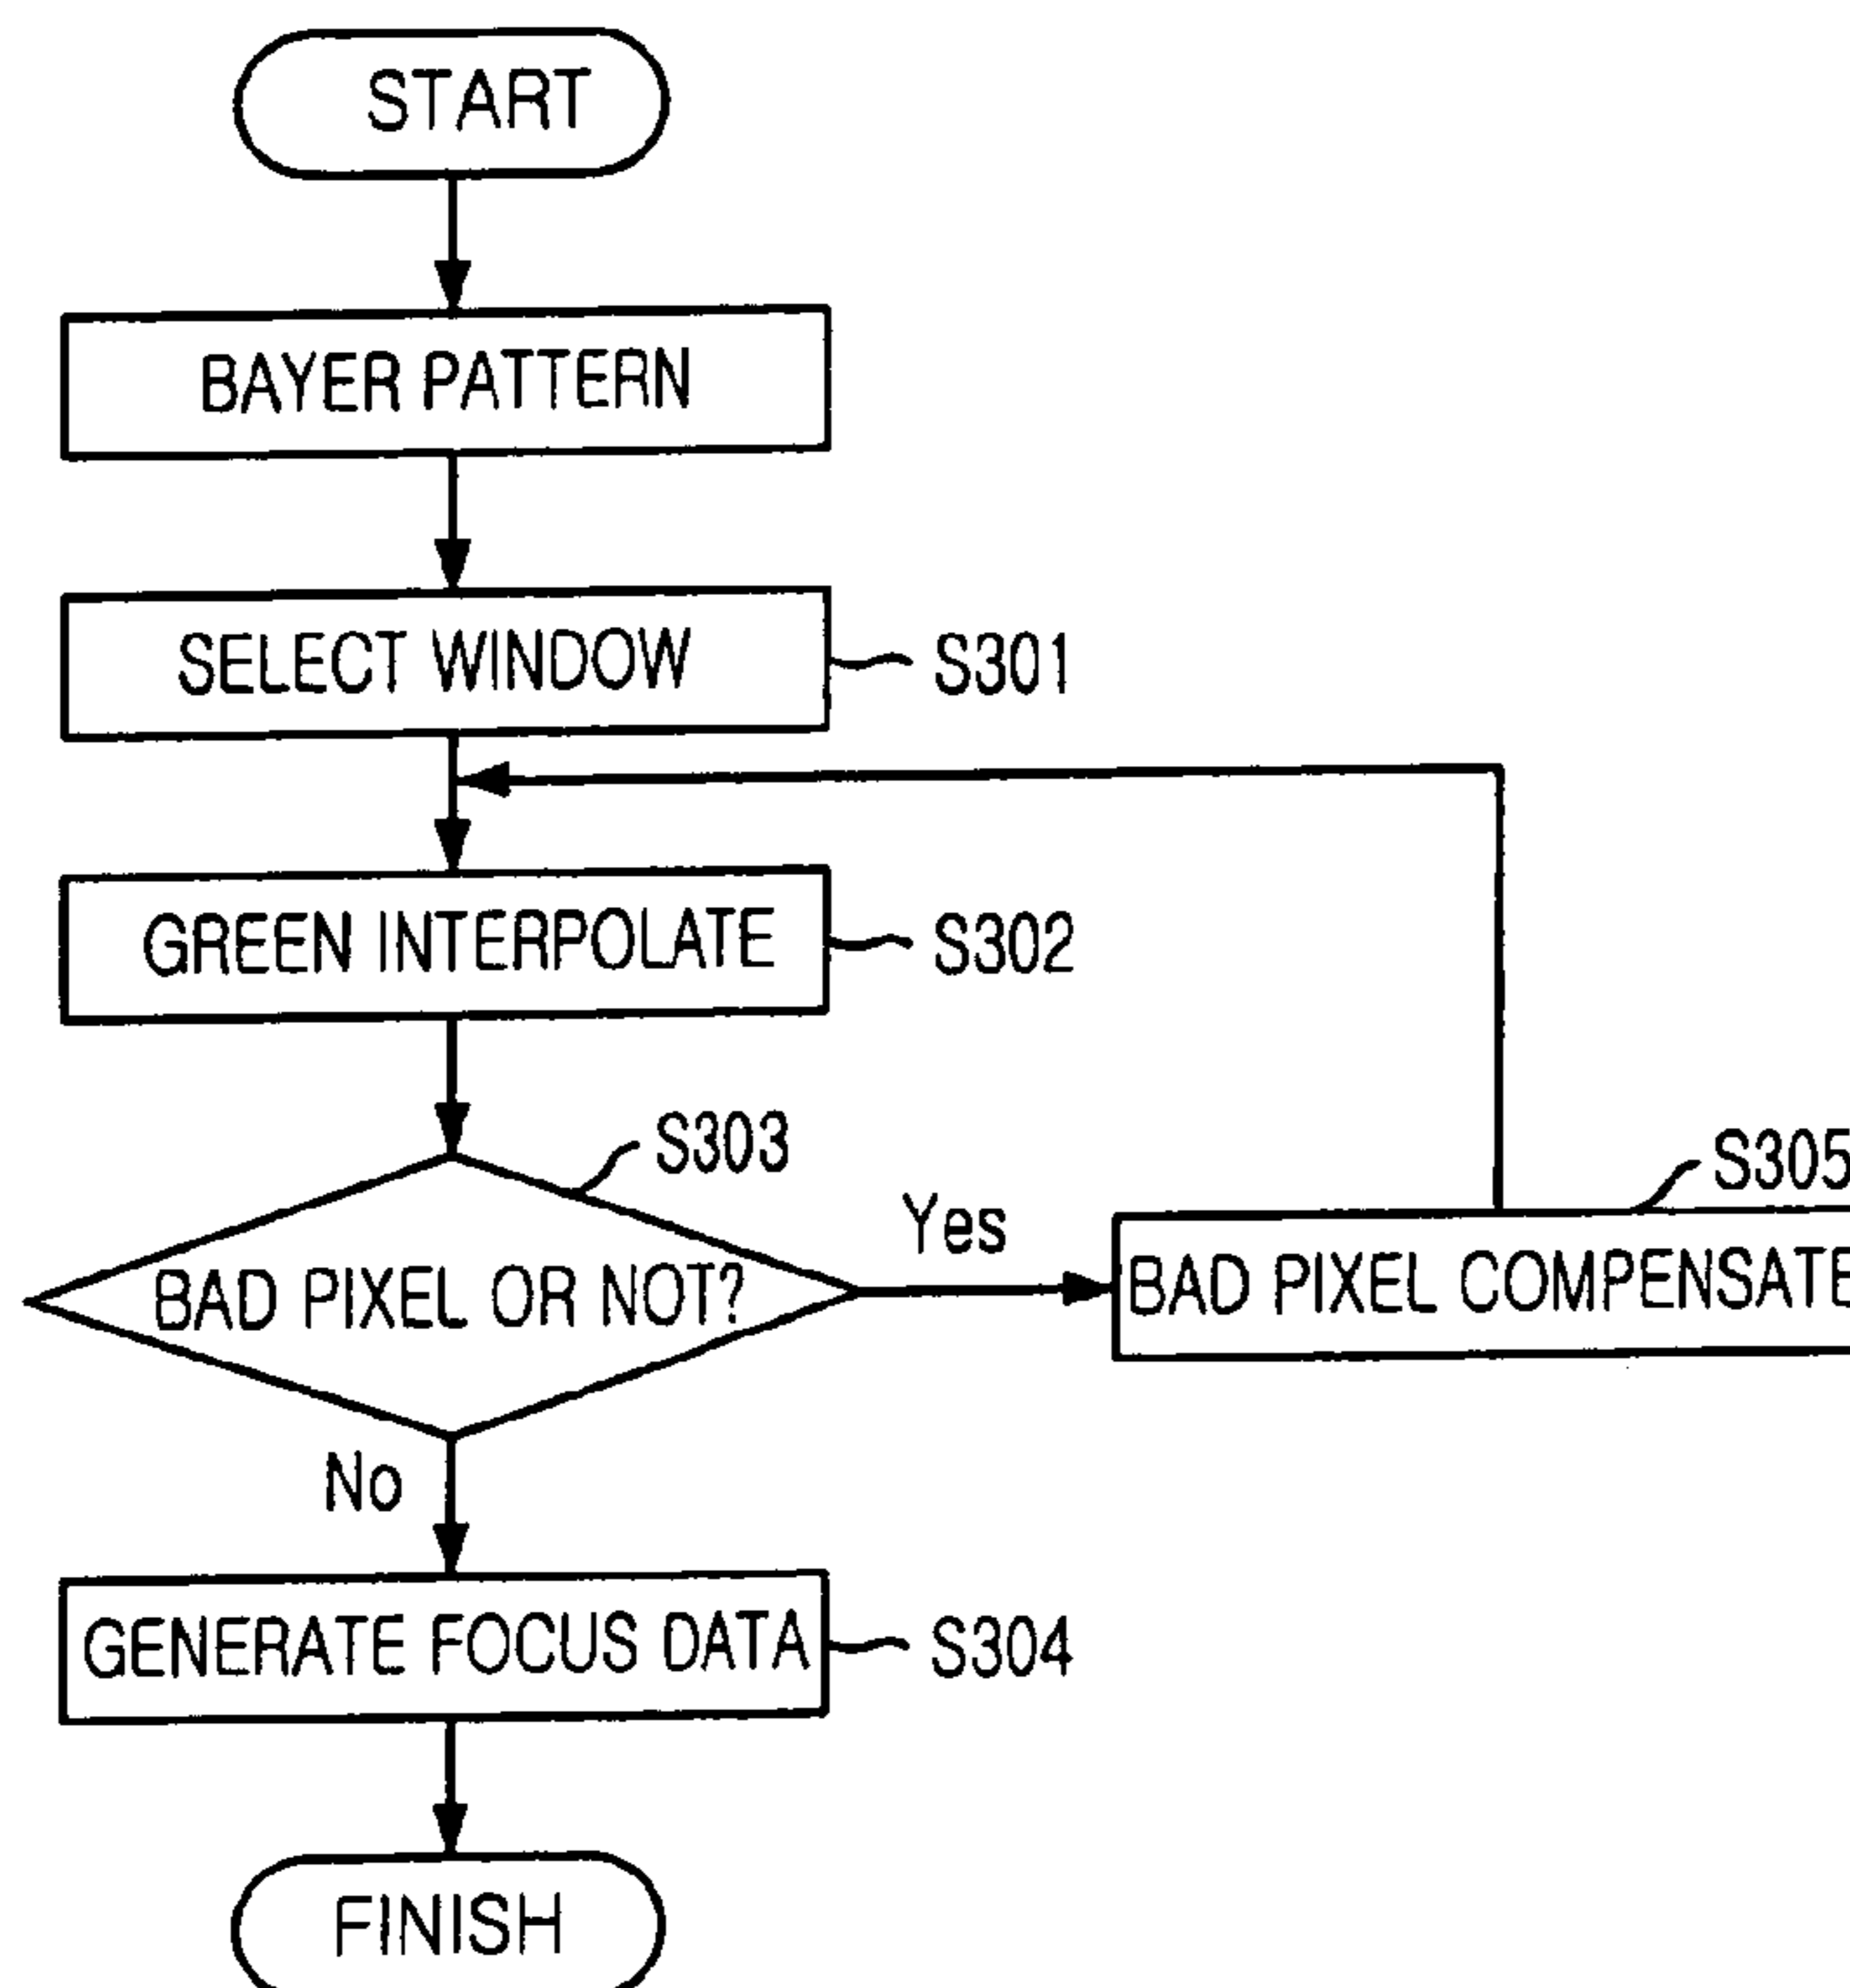 START
BAYER PATTERN
SELECT WINDOW
S301
GREEN INTERPOLATE
S302
S303
BAD PIXEL OR NOT?
Yes
S305
BAD PIXEL COMPENSATE
No
GENERATE FOCUS DATA
S304
FINISH